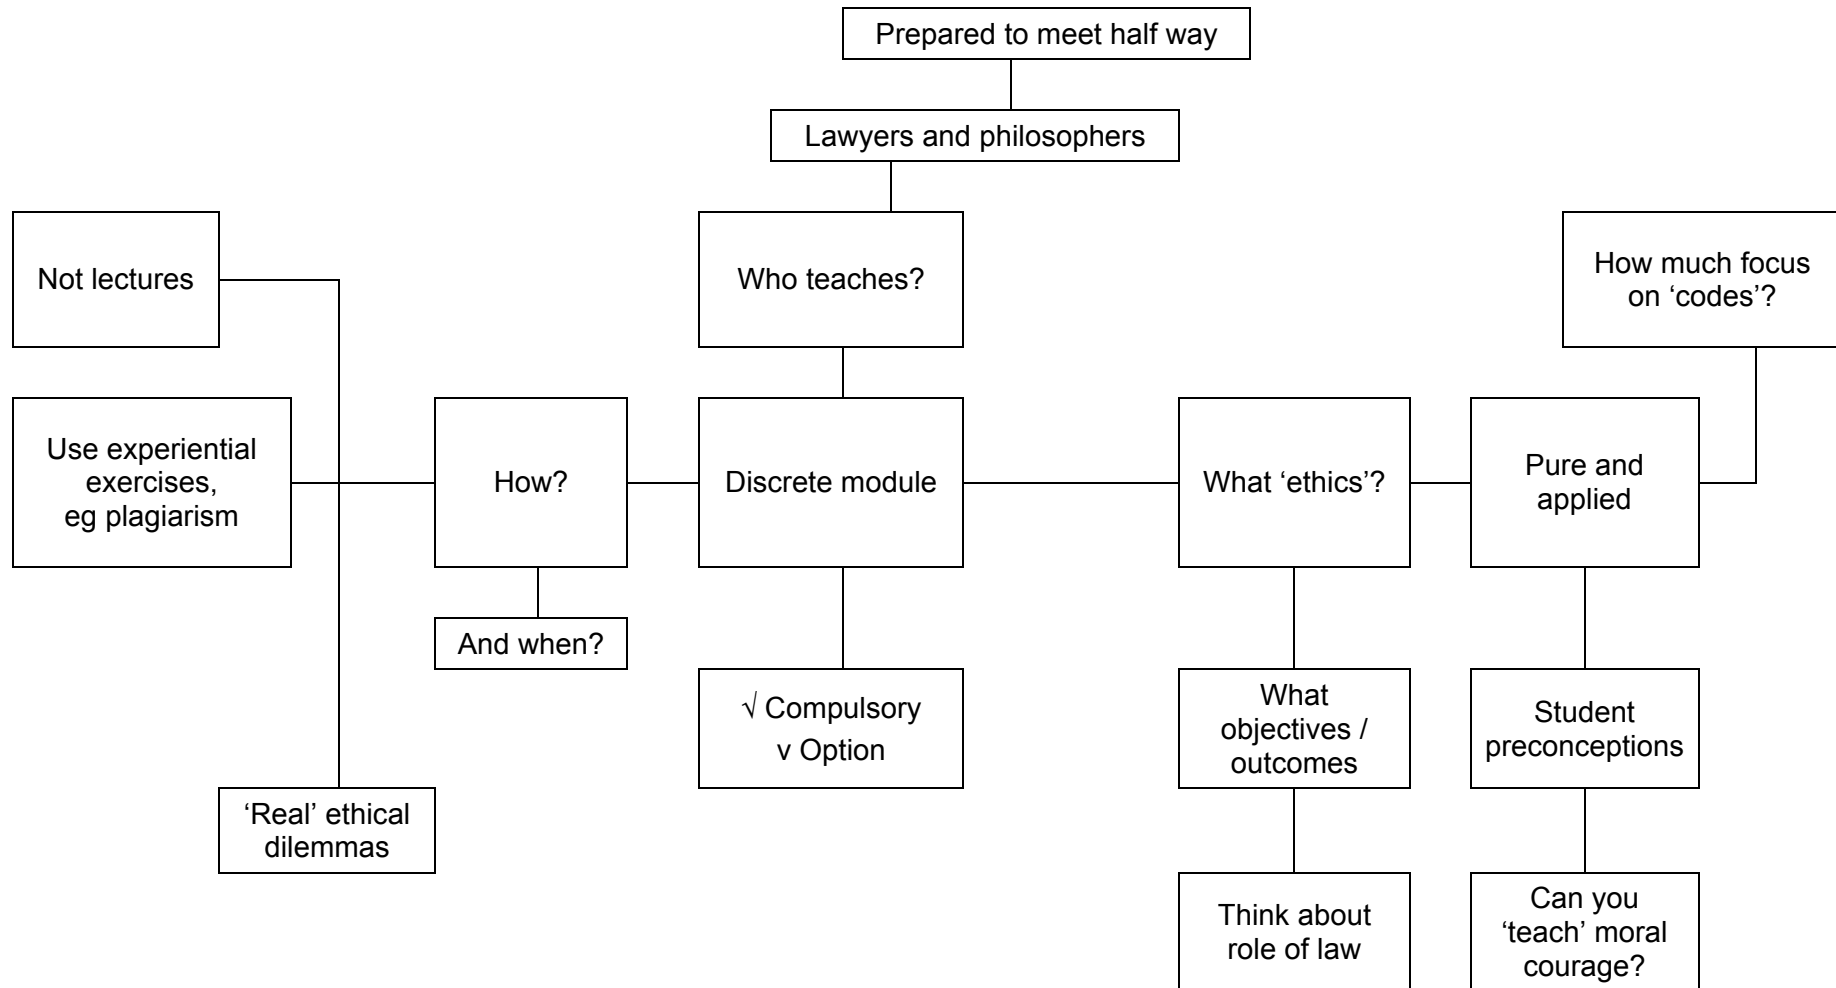 Prepared to meet half way
Lawyers and philosophers
Not lectures
Who teaches?
How much focus
on ‘codes’?
Use experiential
exercises,
eg plagiarism
How?
Discrete module
What ‘ethics’?
Pure and
applied
And when?
√ Compulsory
v Option
What
objectives /
outcomes
Student
preconceptions
‘Real’ ethical
dilemmas
Think about
role of law
Can you
‘teach’ moral
courage?